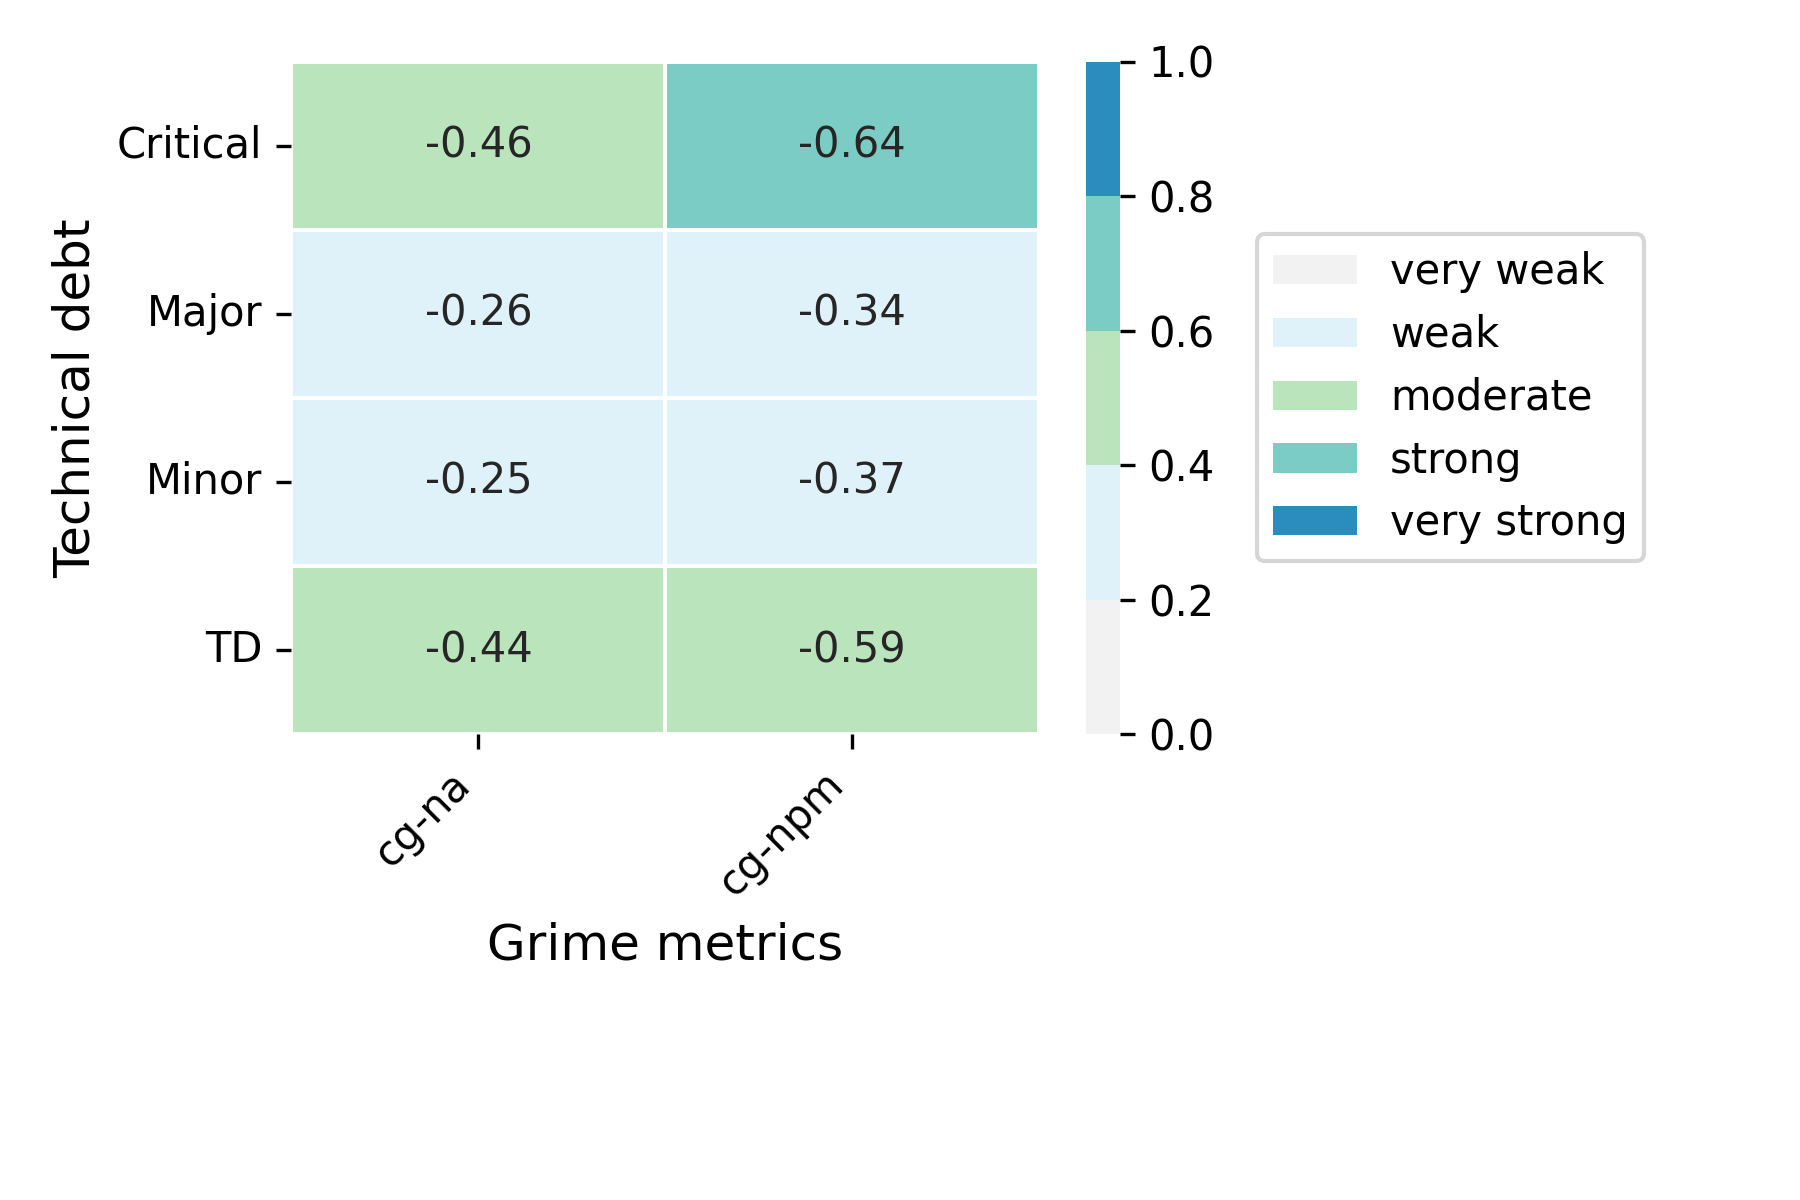 Technical debt
Critical
Major
Minor
TD
-0.46
-0.64
-0.26
-0.34
-0.25
-0.37
-0.44
-0.59
cg-na
cg-npm
Grime metrics
1.0
0.8
0.6
0.4
0.2
0.0
very weak
weak
moderate
strong
very strong